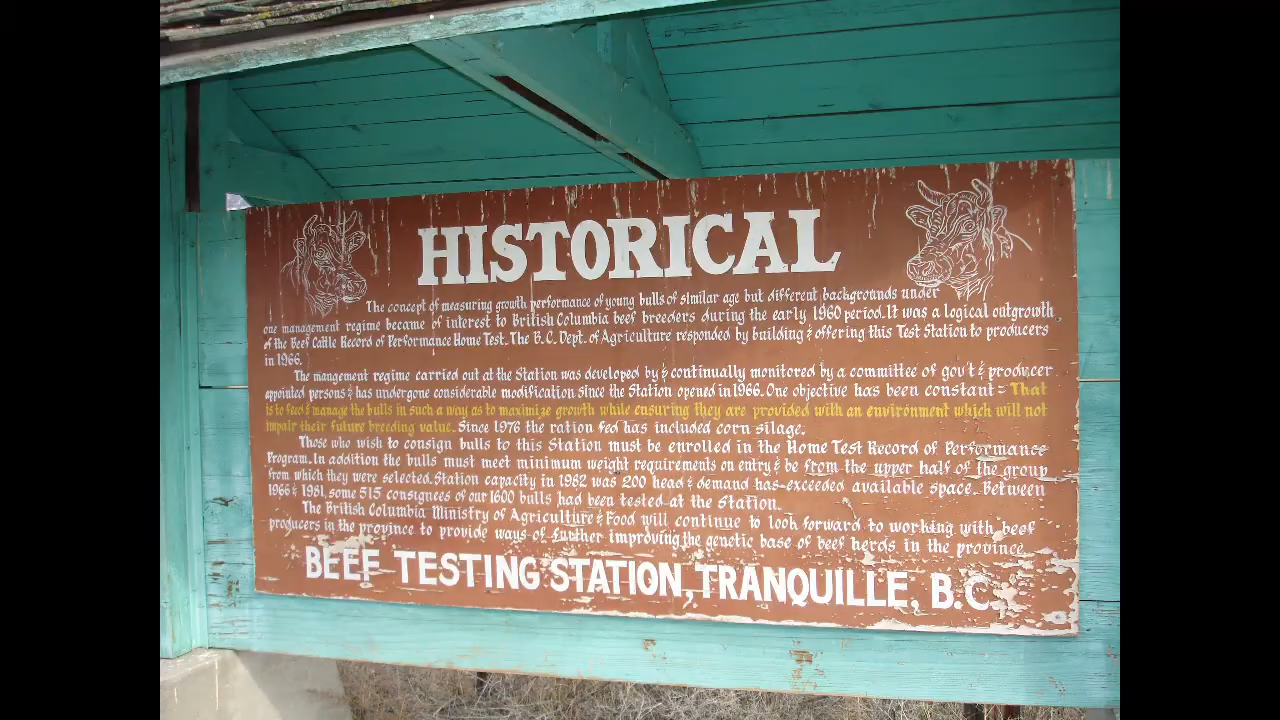 HISTORICAL
The concept of measuring growth performance of young bulls of similar age but different backgrounds under
one management regime became of interest to British Columbia beef breeders during the early 1960 period. It was a logical outgrowth
of the Beef Cattle Record of Performance Home Test. The B.C. Dept. of Agriculture responded by building & offering this Test Station to producers
in 1966.
The mangement regime carried out at the Station was developed by & continually monitored by a committee of gov't & producer
appointed persons & has undergone considerable modification since the Station opened in 1966. One objective has been constant = That
is to feed & manage the bulls in such a way as to maximize growth while ensuring they are provided with an environment which will not
impair their future breeding value. Since 1976 the ration fed has included corn silage.
Those who wish to consign bulls to this Station must be enrolled in the Home Test Record of Performance
Program. In addition the bulls must meet minimum weight requirements on entry & be from the upper half of the group
from which they were selected. Station capacity in 1982 was 200 head & demand has exceeded available space. Between
1966 & 1981, some 515 consignees of our 1600 bulls had been tested at the Station.
The British Columbia Ministry of Agriculture & Food will continue to look forward to working with beef
producers in the province to provide ways of further improving the genetic base of beef herds in the province.
BEEF TESTING STATION, TRANQUILLE, B.C.